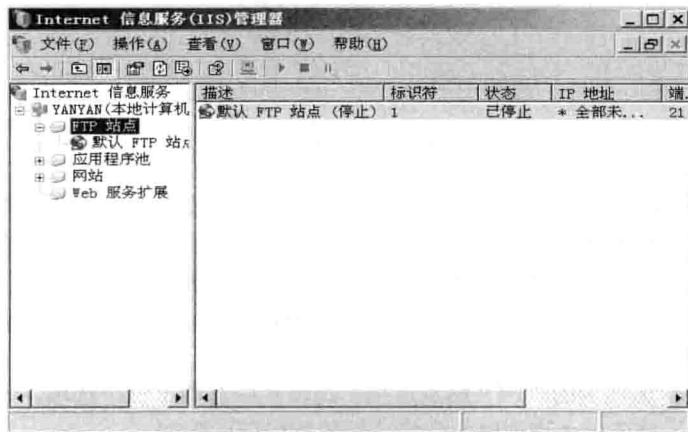 Internet 信息服务(IIS)管理器
文件(F) 操作(A) 查看(V) 窗口(W) 帮助(H)
Internet 信息服务
YANYAN(本地计算机
FTP 站点
默认 FTP 站点
应用程序池
网站
Web 服务扩展
描述 标识符 状态 IP 地址 端
默认 FTP 站点 (停止) 1 已停止 * 全部未... 21